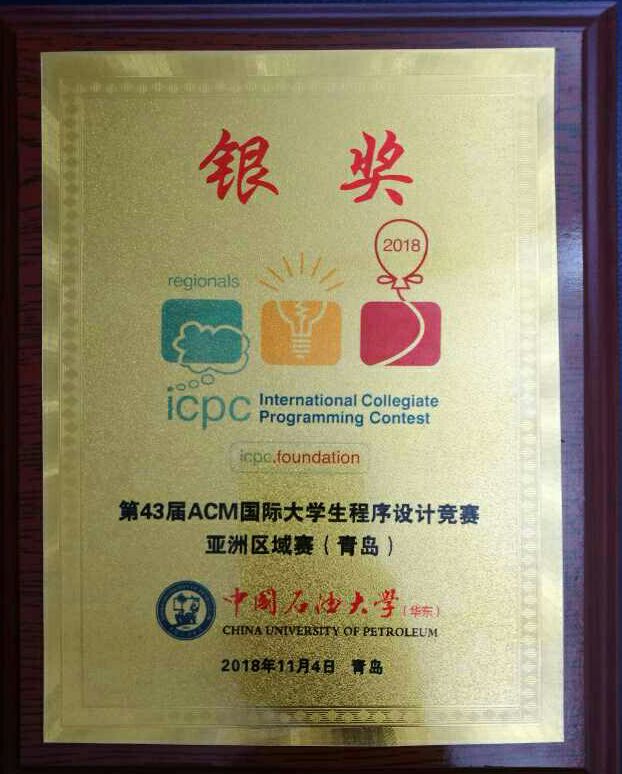 银奖
2018
regionals
icpc International Collegiate
Programming Contest
icpc.foundation
第43届ACM国际大学生程序设计竞赛
亚洲区域赛（青岛）
中国石油大学（华东）
CHINA UNIVERSITY OF PETROLEUM
2018年11月4日 青岛